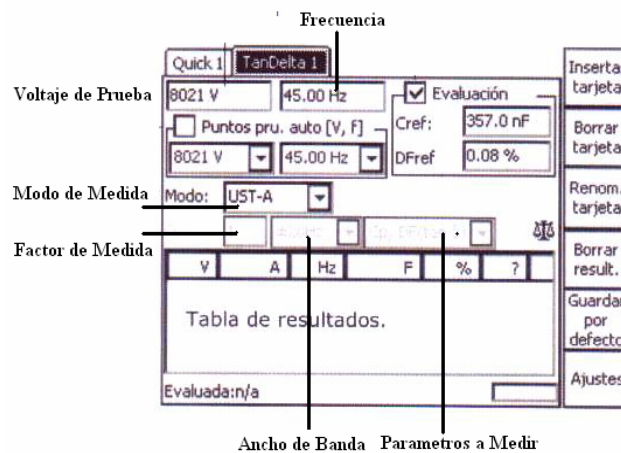 Frecuencia
Quick 1 TanDelta 1
Inserta
tarjeta
Voltaje de Prueba
8021 V 45.00 Hz
Evaluación
Cref: 357.0 nF
Puntos pru. auto [V, f]
Borrar
tarjeta
8021 V 45.00 Hz
DFref 0.08 %
Modo de Medida
Modo: UST-A
Renom.
tarjeta
Factor de Medida
Borrar
result.
V A Hz F % ?
Tabla de resultados.
Guardar
por
defecto
Evaluada:n/a
Ajustes
Ancho de Banda Parametros a Medir